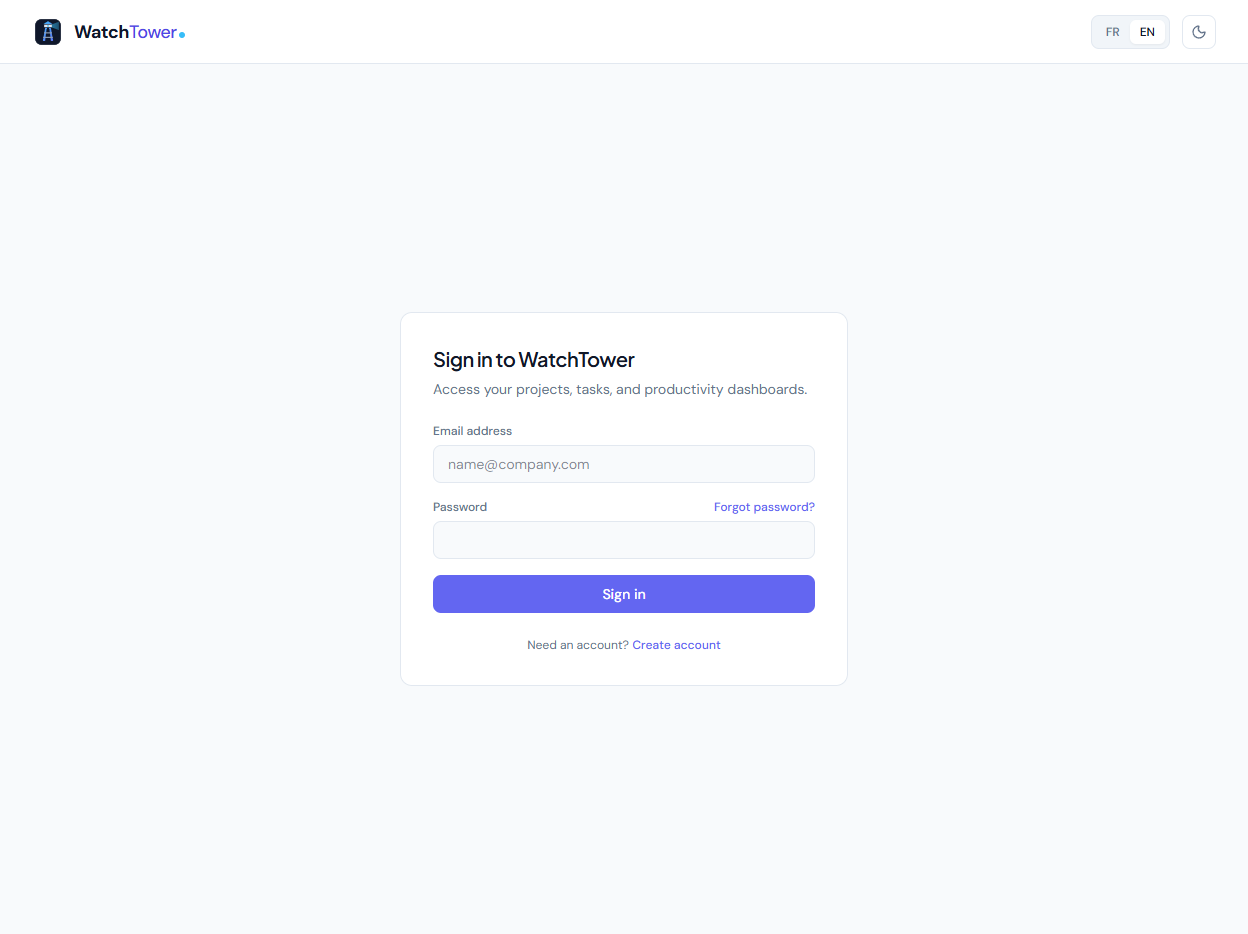 WatchTower
FR EN
Sign in to WatchTower
Access your projects, tasks, and productivity dashboards.
Email address
name@company.com
Password Forgot password?
Sign in
Need an account? Create account